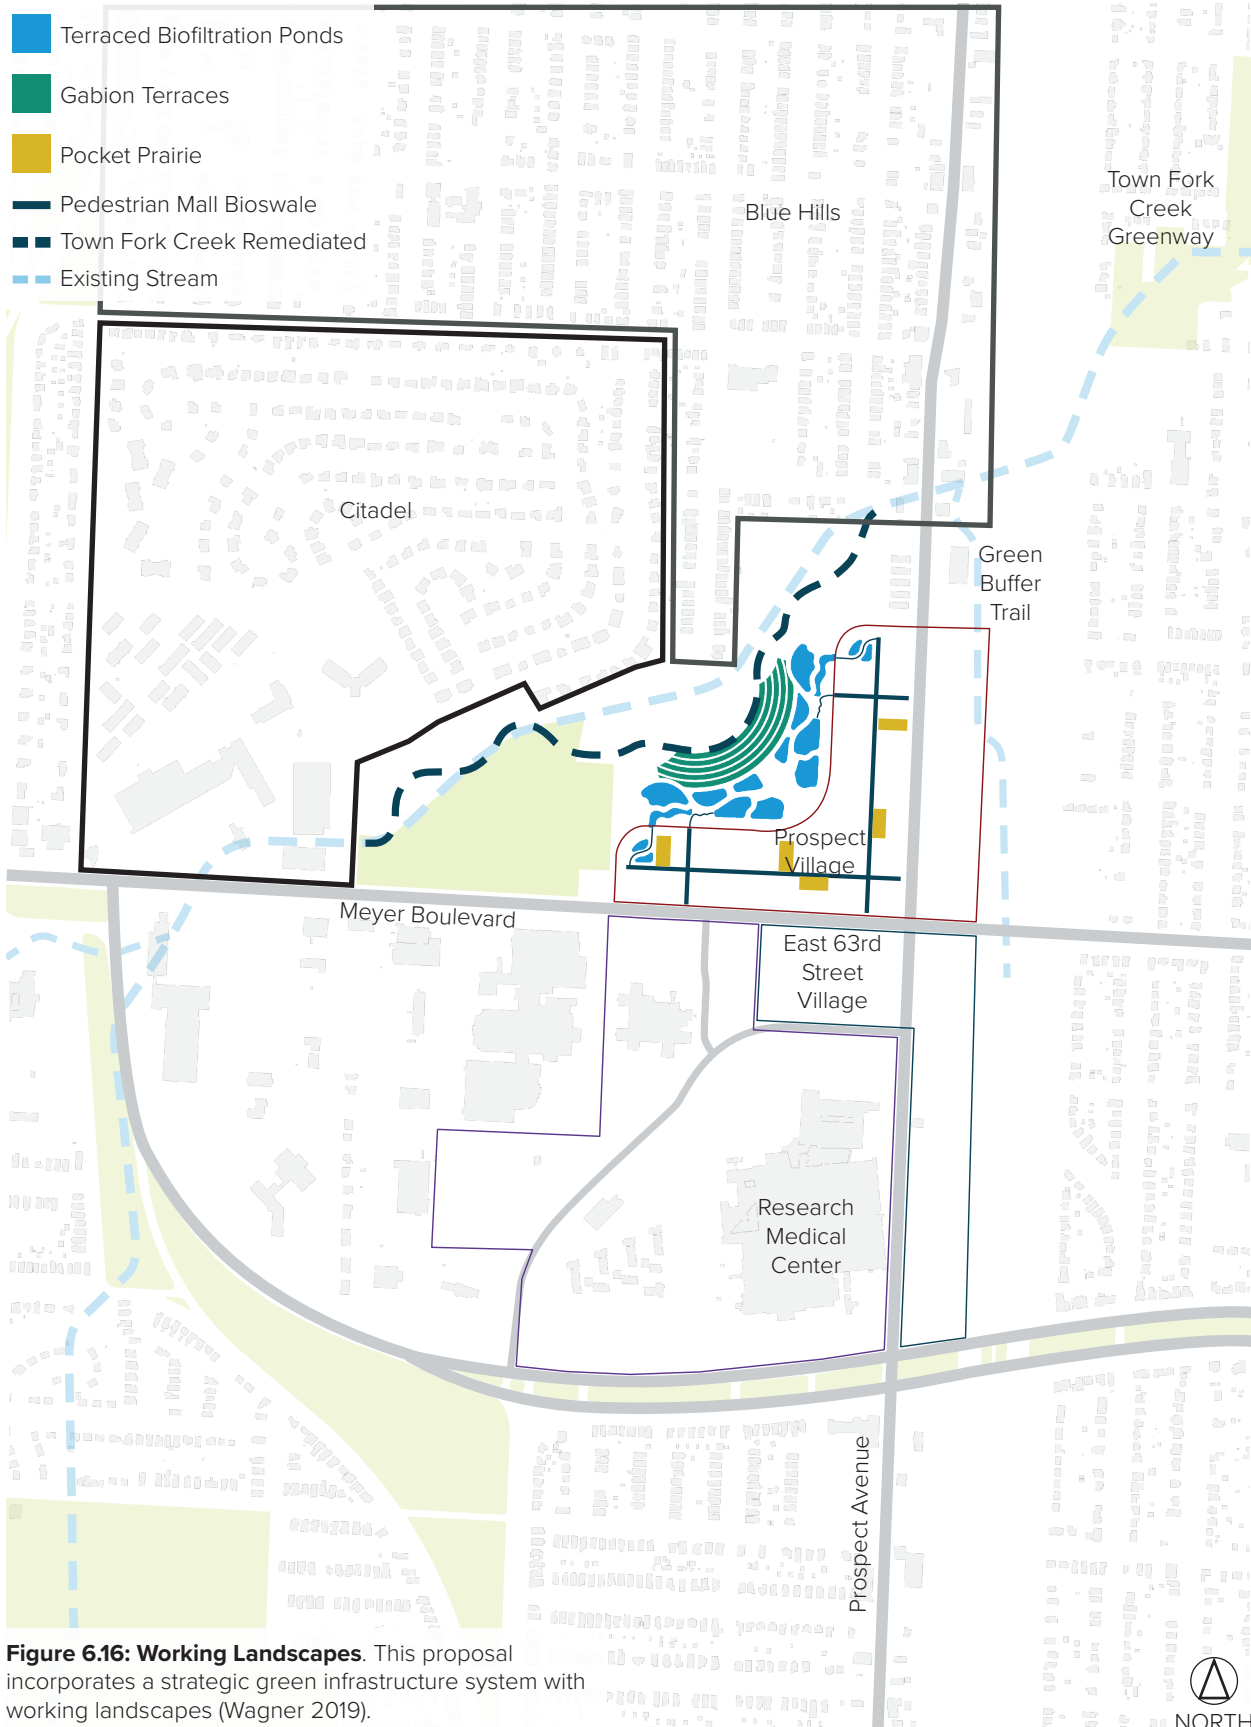 Terraced Biofiltration Ponds
Gabion Terraces
Pocket Prairie
Pedestrian Mall Bioswale
Town Fork Creek Remediated
Existing Stream
Blue Hills
Town Fork
Creek
Greenway
Citadel
Green
Buffer
Trail
Prospect
Village
Meyer Boulevard
East 63rd
Street
Village
Research
Medical
Center
Prospect Avenue
Figure 6.16: Working Landscapes. This proposal
incorporates a strategic green infrastructure system with
working landscapes (Wagner 2019).
NORTH